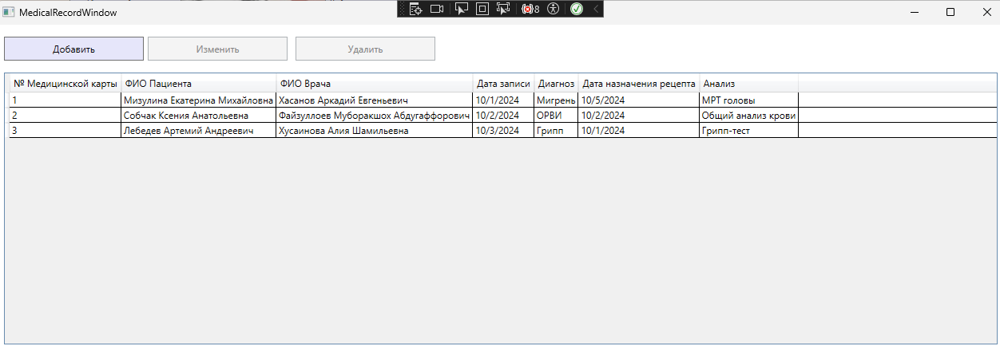 MedicalRecordWindow
8
Добавить Изменить Удалить
№ Медицинской карты ФИО Пациента ФИО Врача Дата записи Диагноз Дата назначения рецепта Анализ
1 Мизулина Екатерина Михайловна Хасанов Аркадий Евгеньевич 10/1/2024 Мигрень 10/5/2024 МРТ головы
2 Собчак Ксения Анатольевна Файзуллоев Муборакшох Абдугаффорович 10/2/2024 ОРВИ 10/2/2024 Общий анализ крови
3 Лебедев Артемий Андреевич Хусаинова Алия Шамильевна 10/3/2024 Грипп 10/1/2024 Грипп-тест